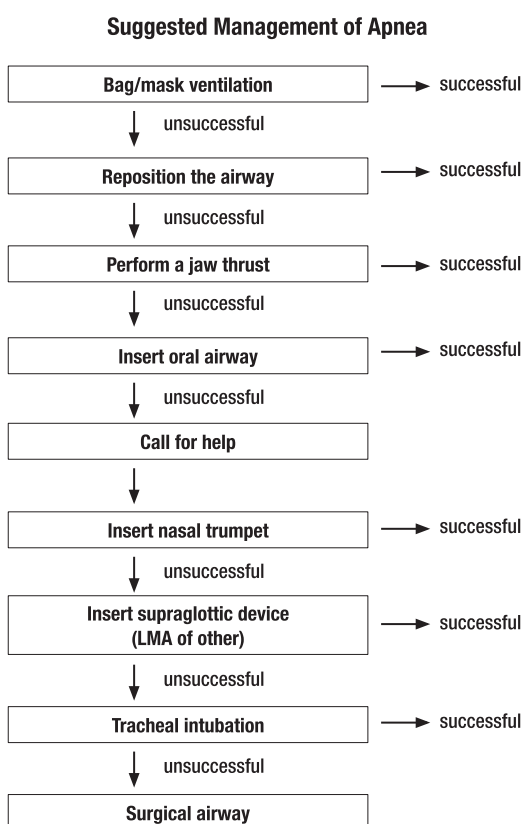 Suggested Management of Apnea
Bag/mask ventilation
successful
unsuccessful
Reposition the airway
successful
unsuccessful
Perform a jaw thrust
successful
unsuccessful
Insert oral airway
successful
unsuccessful
Call for help
Insert nasal trumpet
successful
unsuccessful
Insert supraglottic device
(LMA of other)
successful
unsuccessful
Tracheal intubation
successful
unsuccessful
Surgical airway